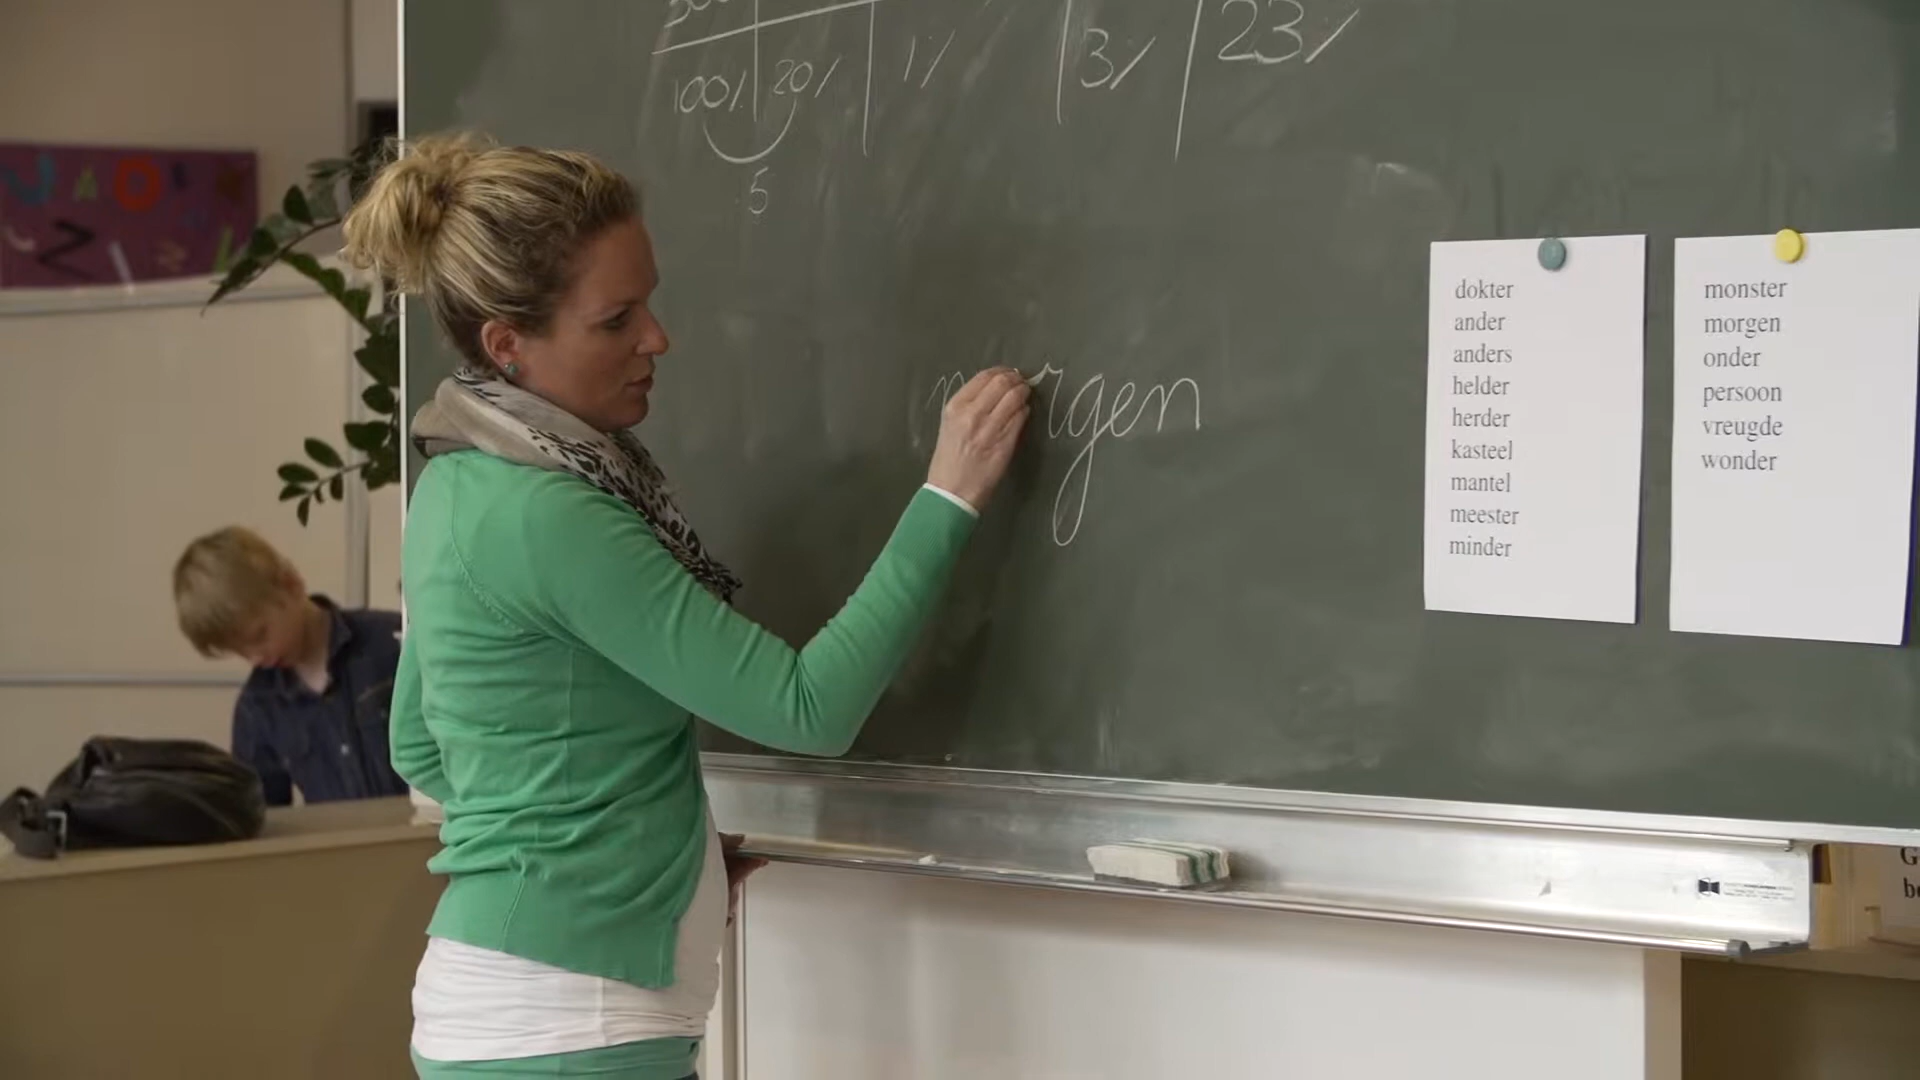 100% 20% 1% 3% 23%
5
morgen
dokter
ander
anders
helder
herder
kasteel
mantel
meester
minder
monster
morgen
onder
persoon
vreugde
wonder